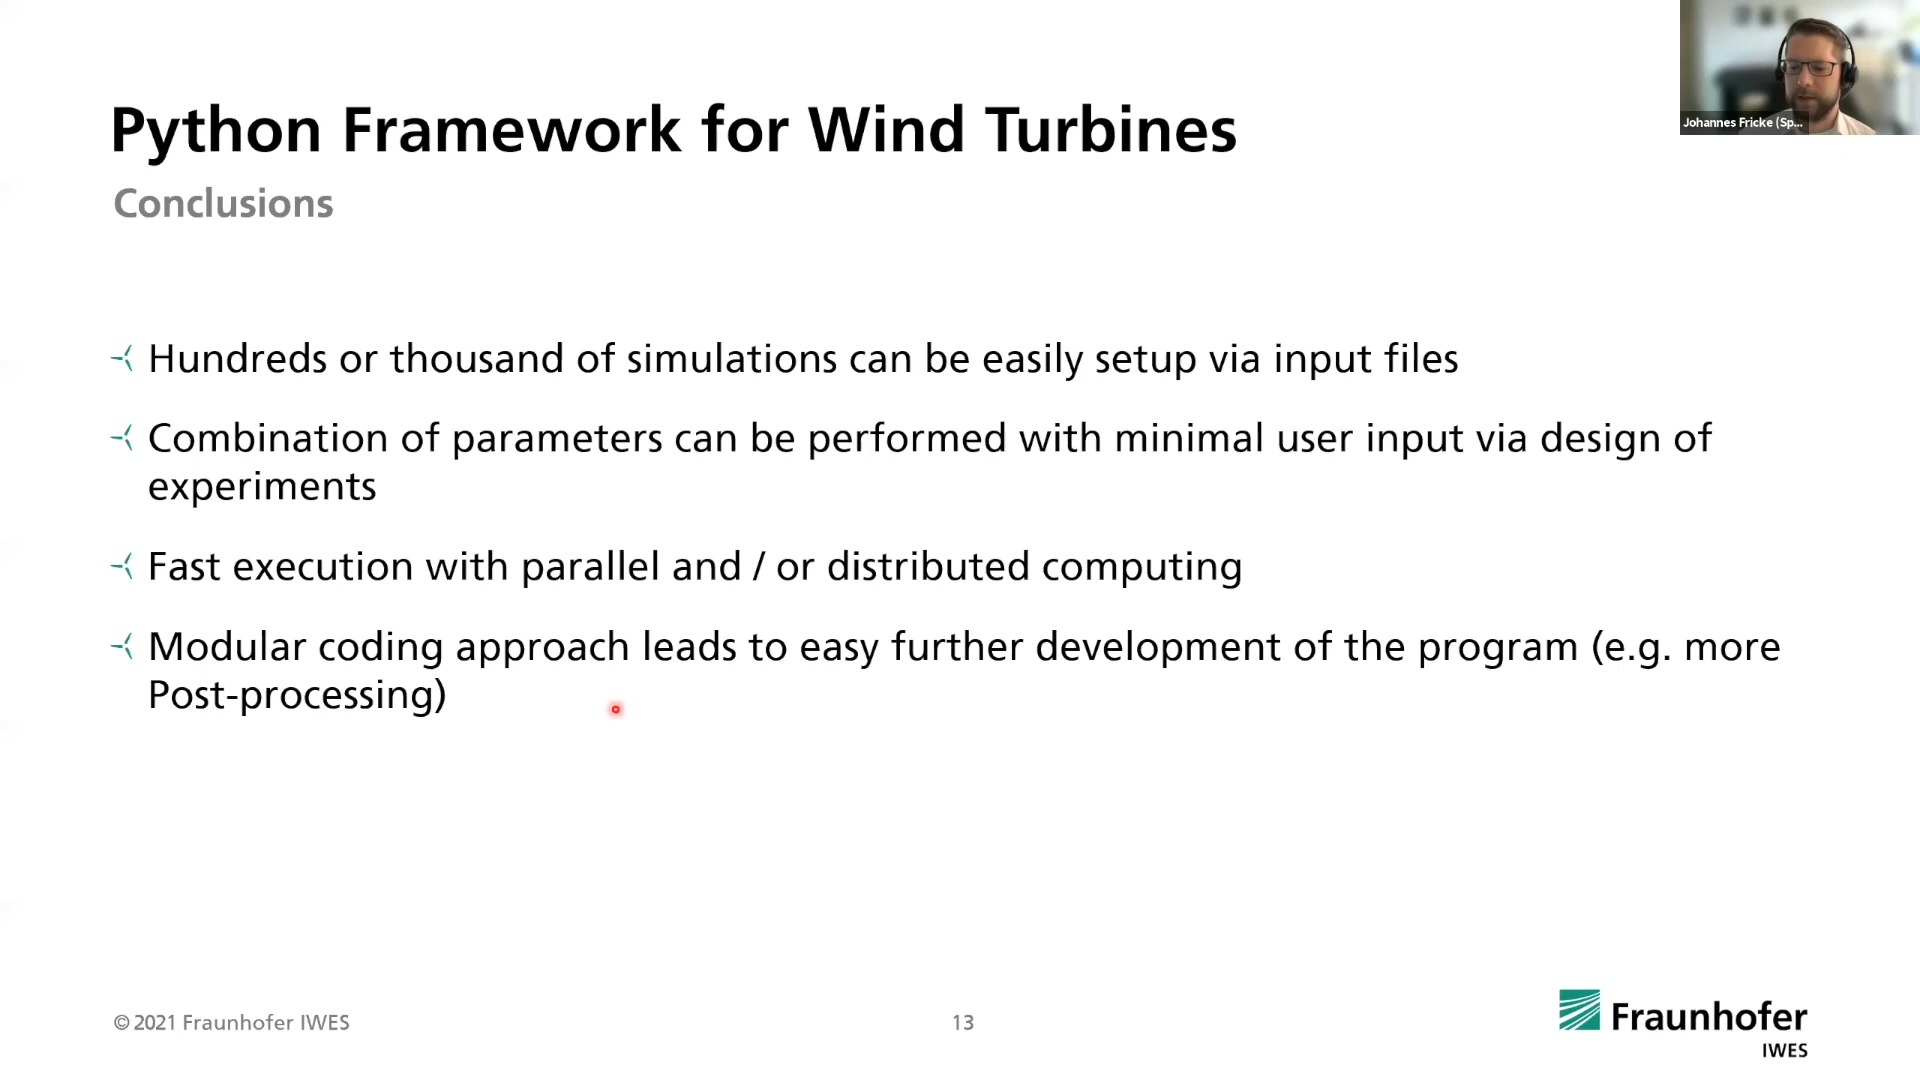 Johannes Fricke (Sp...
Python Framework for Wind Turbines
Conclusions
Hundreds or thousand of simulations can be easily setup via input files
Combination of parameters can be performed with minimal user input via design of
experiments
Fast execution with parallel and / or distributed computing
Modular coding approach leads to easy further development of the program (e.g. more
Post-processing)
© 2021 Fraunhofer IWES
13
Fraunhofer
IWES